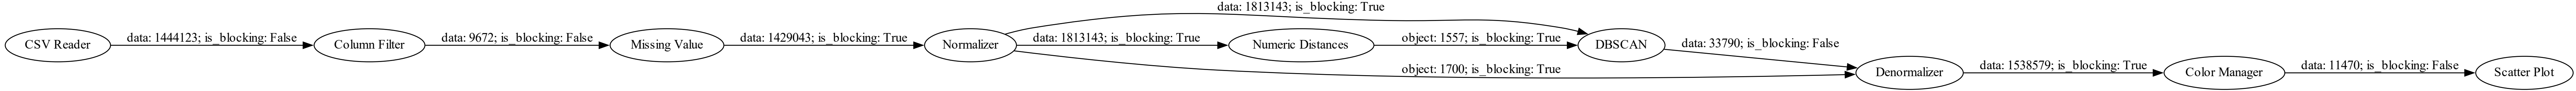 CSV Reader
data: 1444123; is_blocking: False
Column Filter
data: 9672; is_blocking: False
Missing Value
data: 1429043; is_blocking: True
Normalizer
data: 1813143; is_blocking: True
data: 1813143; is_blocking: True
Numeric Distances
object: 1557; is_blocking: True
DBSCAN
object: 1700; is_blocking: True
data: 33790; is_blocking: False
Denormalizer
data: 1538579; is_blocking: True
Color Manager
data: 11470; is_blocking: False
Scatter Plot